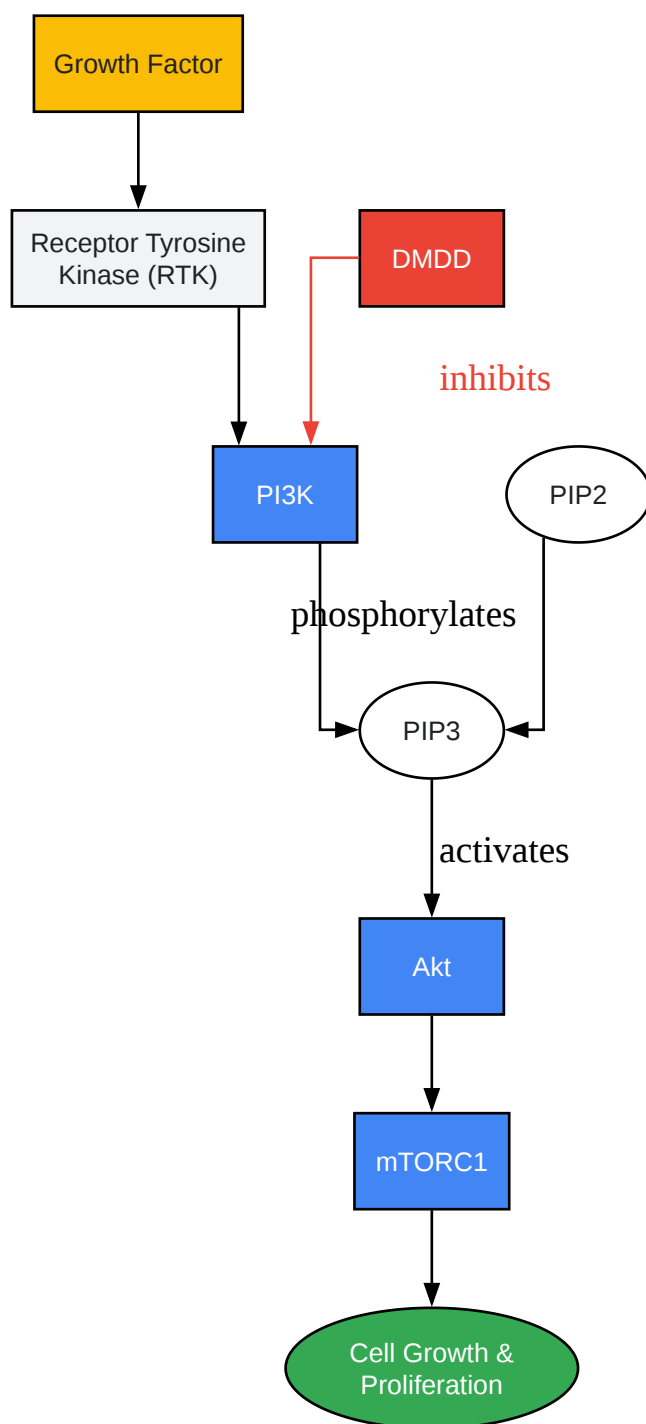 Growth Factor
Receptor Tyrosine
Kinase (RTK)
DMDD
inhibits
PI3K
PIP2
phosphorylates
PIP3
activates
Akt
mTORC1
Cell Growth &
Proliferation